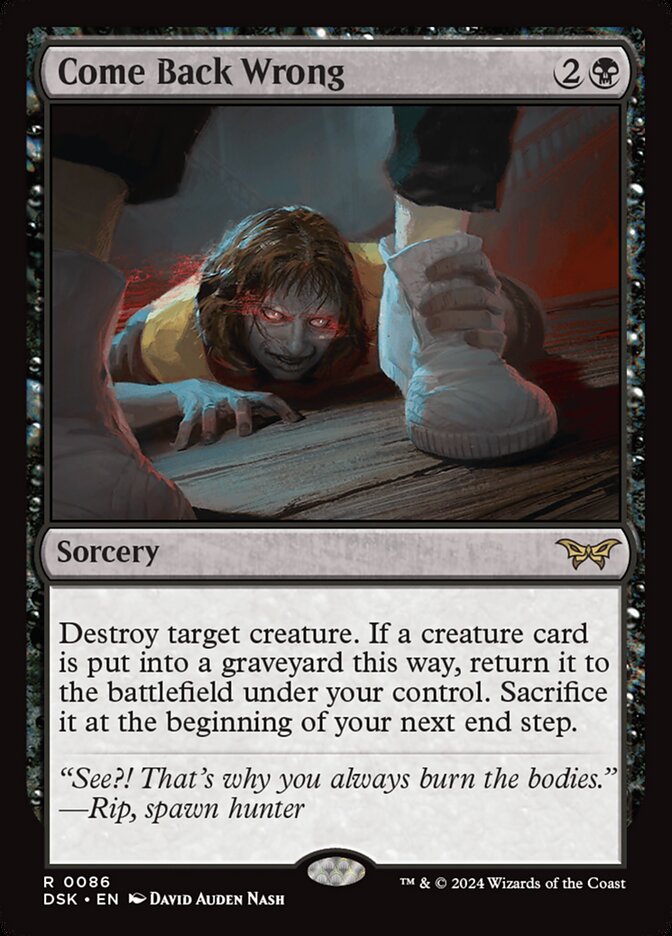 Come Back Wrong 2
Sorcery
Destroy target creature. If a creature card
is put into a graveyard this way, return it to
the battlefield under your control. Sacrifice
it at the beginning of your next end step.
“See?! That’s why you always burn the bodies.”
—Rip, spawn hunter
R 0086
DSK • EN David Auden Nash
™ & © 2024 Wizards of the Coast